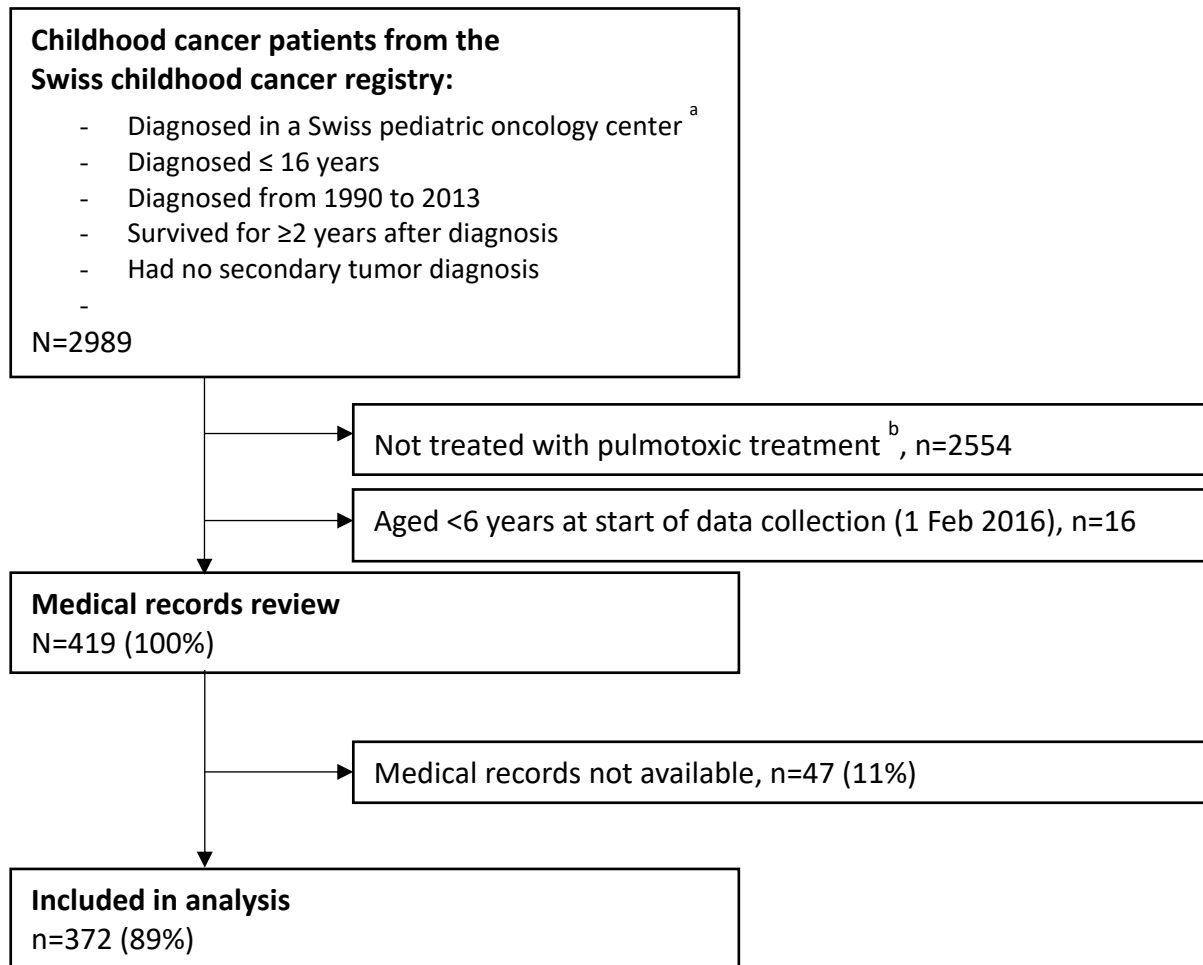 Childhood cancer patients from the
Swiss childhood cancer registry:
- Diagnosed in a Swiss pediatric oncology center a
- Diagnosed ≤ 16 years
- Diagnosed from 1990 to 2013
- Survived for ≥2 years after diagnosis
- Had no secondary tumor diagnosis
-
N=2989
Not treated with pulmotoxic treatment b, n=2554
Aged <6 years at start of data collection (1 Feb 2016), n=16
Medical records review
N=419 (100%)
Medical records not available, n=47 (11%)
Included in analysis
n=372 (89%)